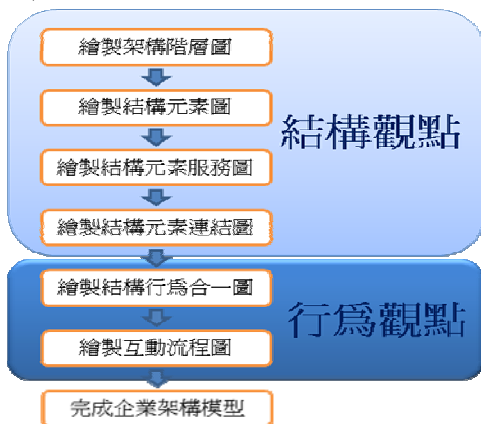 繪製架構階層圖
繪製結構元素圖
結構觀點
繪製結構元素服務圖
繪製結構元素連結圖
繪製結構行為合一圖
行為觀點
繪製互動流程圖
完成企業架構模型